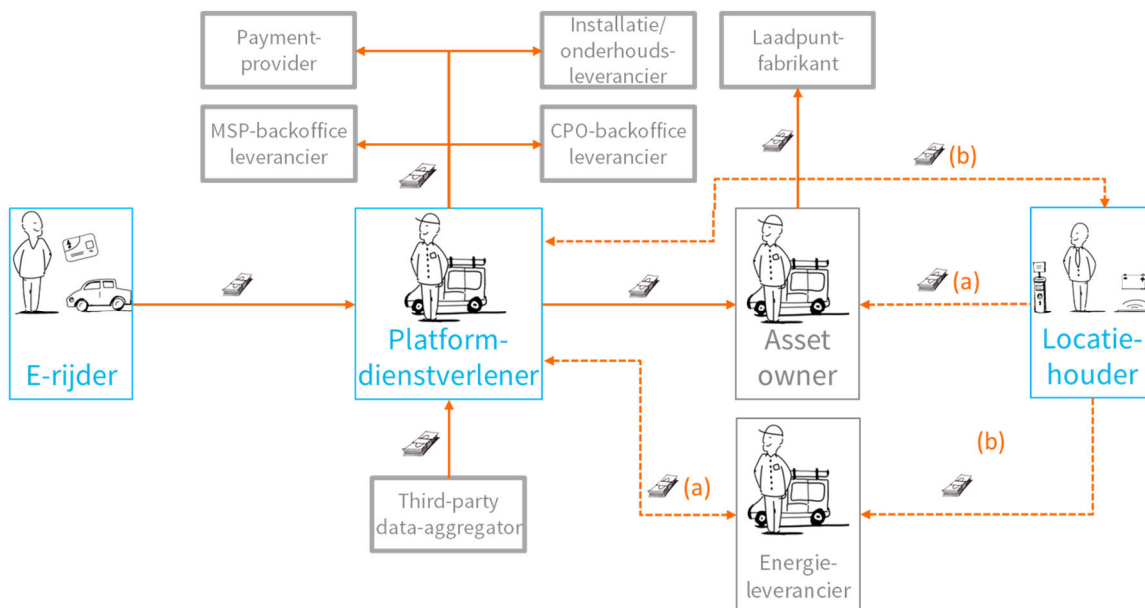 Payment-
provider
Installatie/
onderhouds-
leverancier
Laadpunt-
fabrikant
MSP-backoffice
leverancier
CPO-backoffice
leverancier
(b)
E-rijder
Platform-
dienstverlener
Asset
owner
(a)
Locatie-
houder
Third-party
data-aggregator
(a)
(b)
Energie-
leverancier